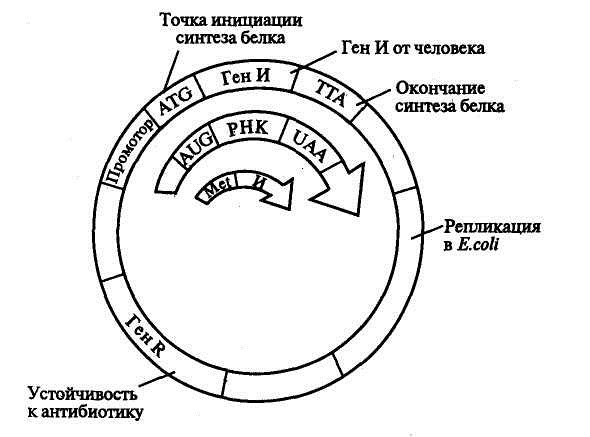 Точка инициации
синтеза белка
Ген И от человека
Окончание
синтеза белка
Промотор
ATG
Ген И
TTA
AUG
РНК
UAA
Met
И
Репликация
в E.coli
Ген R
Устойчивость
к антибиотику